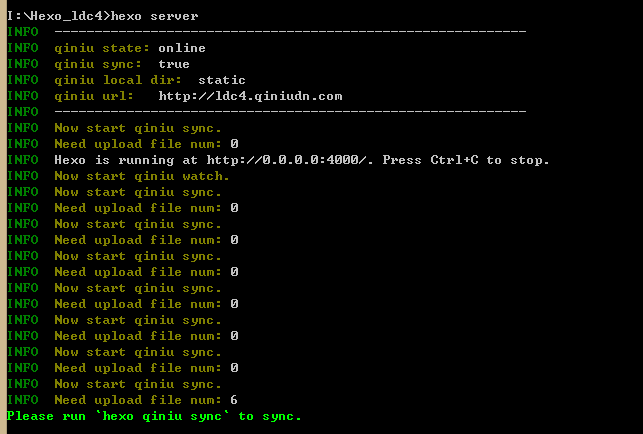 I:\Hexo_ldc4>hexo server
INFO  -----------------------------------------------------------
INFO  qiniu state: online
INFO  qiniu sync:  true
INFO  qiniu local dir:  static
INFO  qiniu url:   http://ldc4.qiniudn.com
INFO  -----------------------------------------------------------
INFO  Now start qiniu sync.
INFO  Need upload file num: 0
INFO  Hexo is running at http://0.0.0.0:4000/. Press Ctrl+C to stop.
INFO  Now start qiniu watch.
INFO  Now start qiniu sync.
INFO  Need upload file num: 0
INFO  Now start qiniu sync.
INFO  Need upload file num: 0
INFO  Now start qiniu sync.
INFO  Need upload file num: 0
INFO  Now start qiniu sync.
INFO  Need upload file num: 0
INFO  Now start qiniu sync.
INFO  Need upload file num: 0
INFO  Now start qiniu sync.
INFO  Need upload file num: 0
INFO  Now start qiniu sync.
INFO  Need upload file num: 6
Please run `hexo qiniu sync` to sync.